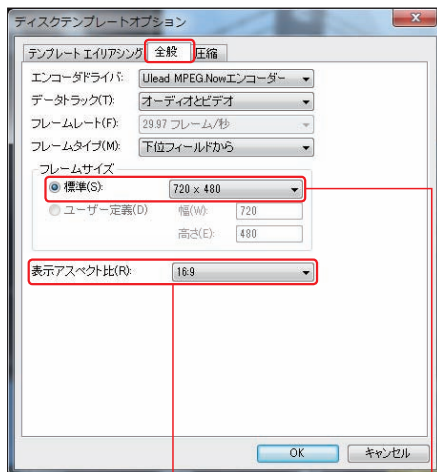 ディスクテンプレートオプション
テンプレート エイリアシング 全般 圧縮
エンコーダドライバ: Ulead MPEG.Nowエンコーダー
データトラック(T): オーディオとビデオ
フレームレート(F): 29.97 フレーム/秒
フレームタイプ(M): 下位フィールドから
フレームサイズ
標準(S): 720 x 480
ユーザー定義(D) 幅(W): 720
高さ(E): 480
表示アスペクト比(R): 16:9
OK キャンセル